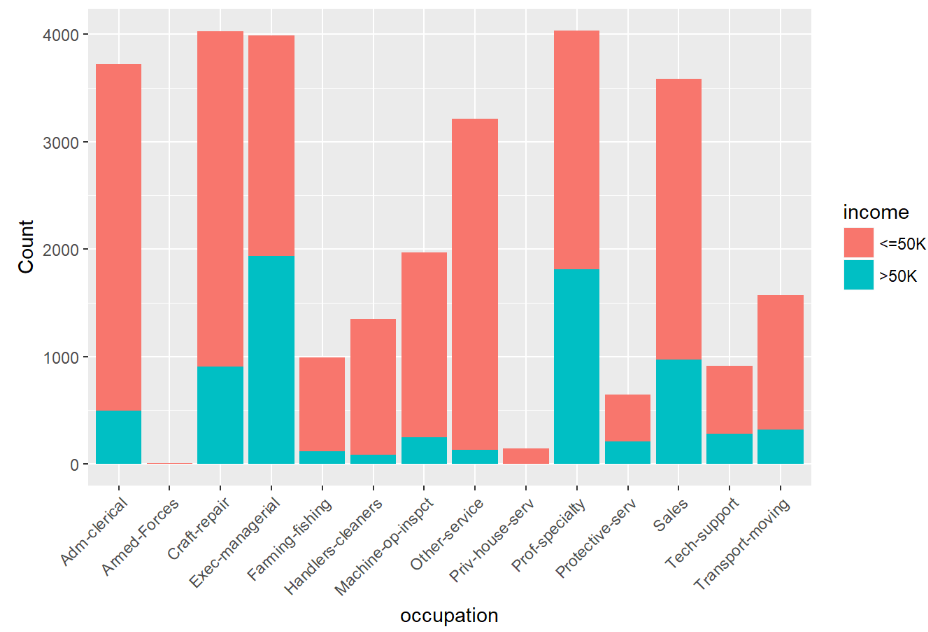 4000
3000
2000
1000
0
Count
Adm-clerical
Armed-Forces
Craft-repair
Exec-managerial
Farming-fishing
Handlers-cleaners
Machine-op-inspct
Other-service
Priv-house-serv
Prof-specialty
Protective-serv
Sales
Tech-support
Transport-moving
occupation
income
<=50K
>50K